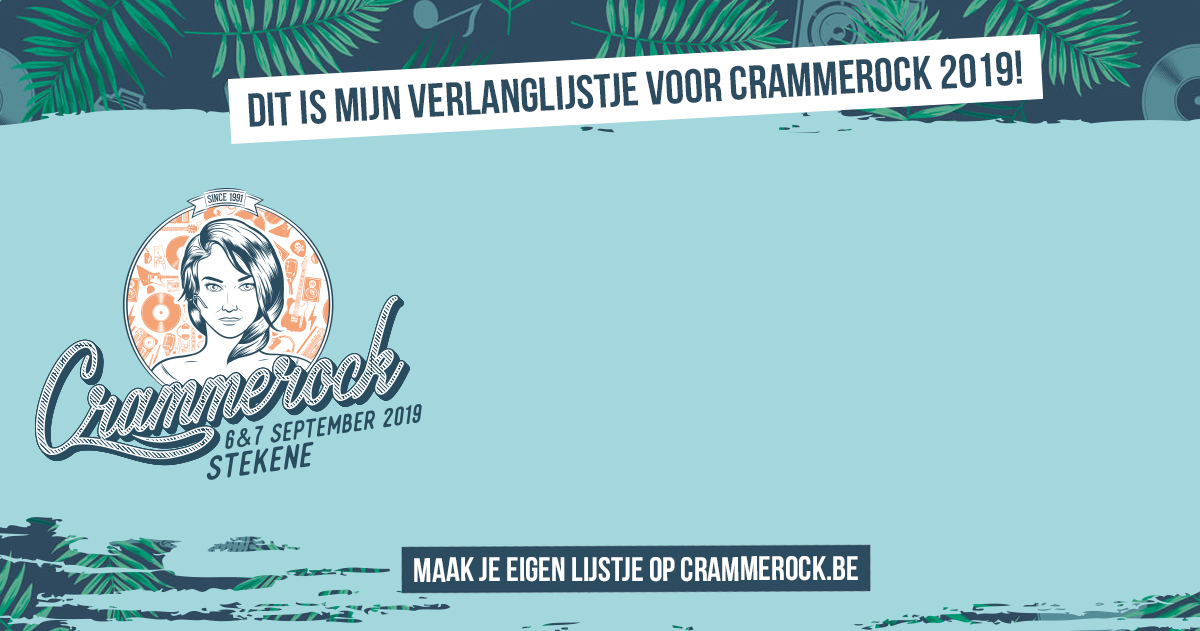 DIT IS MIJN VERLANGLIJSTJE VOOR CRAMMEROCK 2019!
SINCE 1991
Crammerock
6&7 SEPTEMBER 2019
STEKENE
MAAK JE EIGEN LIJSTJE OP CRAMMEROCK.BE